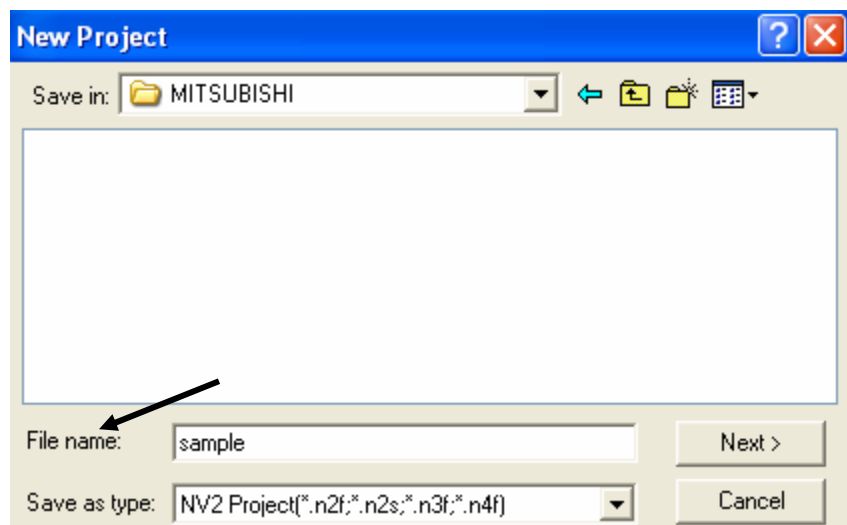 New Project
Save in: MITSUBISHI
File name: sample Next >
Save as type: NV2 Project(*.n2f;*.n2s;*.n3f;*.n4f) Cancel